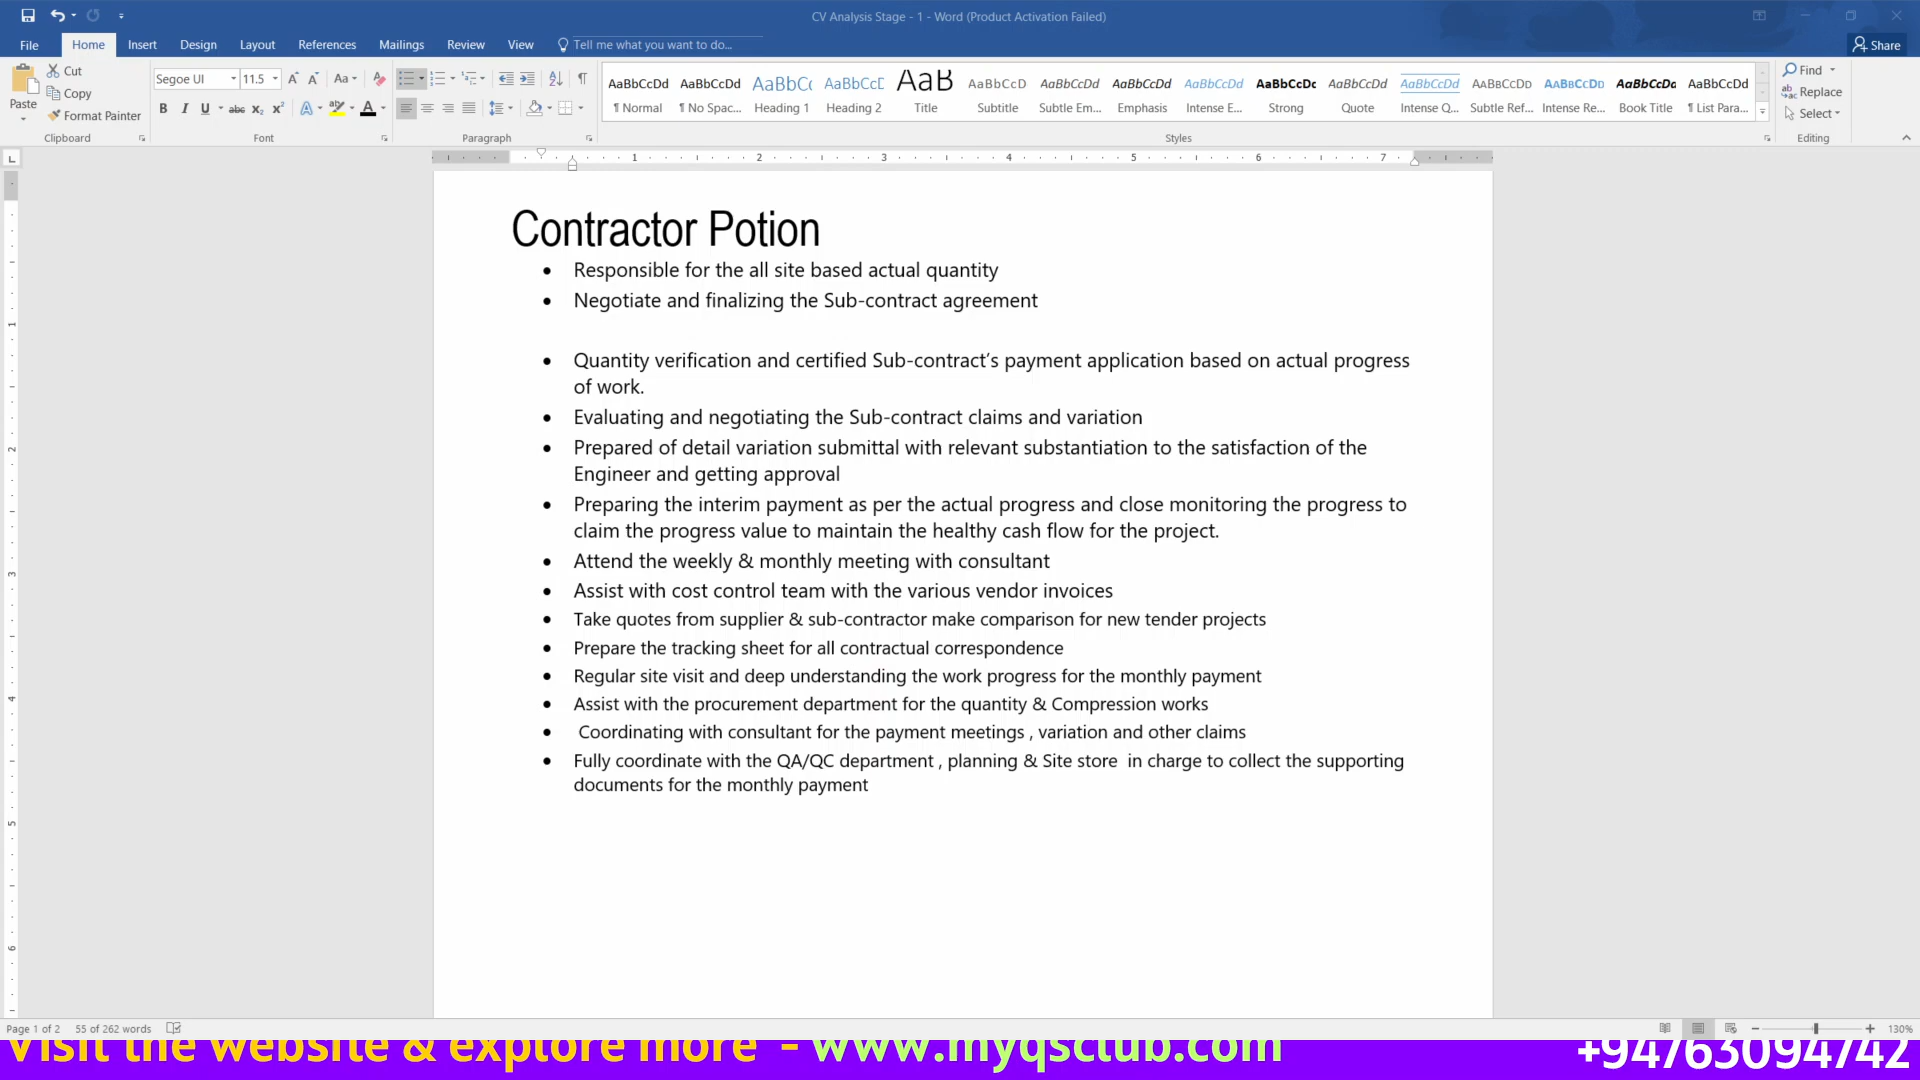 CV Analysis Stage - 1 - Word (Product Activation Failed)
File Home Insert Design Layout References Mailings Review View Tell me what you want to do... Share
Cut
Copy
Format Painter
Paste
Clipboard
Segoe UI 11.5
Font
Paragraph
AaBbCcDd AaBbCcDd AaBbCc AaBbCcD AaB AaBbCcD AaBbCcDd AaBbCcDd AaBbCcDd AaBbCcDc AaBbCcDd AaBbCcDd AABBCCDD AABBCCDD AaBbCcDd AaBbCcDd
¶ Normal ¶ No Spac... Heading 1 Heading 2 Title Subtitle Subtle Em... Emphasis Intense E... Strong Quote Intense Q... Subtle Ref... Intense Re... Book Title ¶ List Para...
Styles
Find
Replace
Select
Editing
1 2 3 4 5 6 7
Contractor Potion
• Responsible for the all site based actual quantity
• Negotiate and finalizing the Sub-contract agreement
• Quantity verification and certified Sub-contract’s payment application based on actual progress
of work.
• Evaluating and negotiating the Sub-contract claims and variation
• Prepared of detail variation submittal with relevant substantiation to the satisfaction of the
Engineer and getting approval
• Preparing the interim payment as per the actual progress and close monitoring the progress to
claim the progress value to maintain the healthy cash flow for the project.
• Attend the weekly & monthly meeting with consultant
• Assist with cost control team with the various vendor invoices
• Take quotes from supplier & sub-contractor make comparison for new tender projects
• Prepare the tracking sheet for all contractual correspondence
• Regular site visit and deep understanding the work progress for the monthly payment
• Assist with the procurement department for the quantity & Compression works
• Coordinating with consultant for the payment meetings , variation and other claims
• Fully coordinate with the QA/QC department , planning & Site store in charge to collect the supporting
documents for the monthly payment
Page 1 of 2 55 of 262 words 130%
Visit the website & explore more - www.myqsclub.com +94763094742